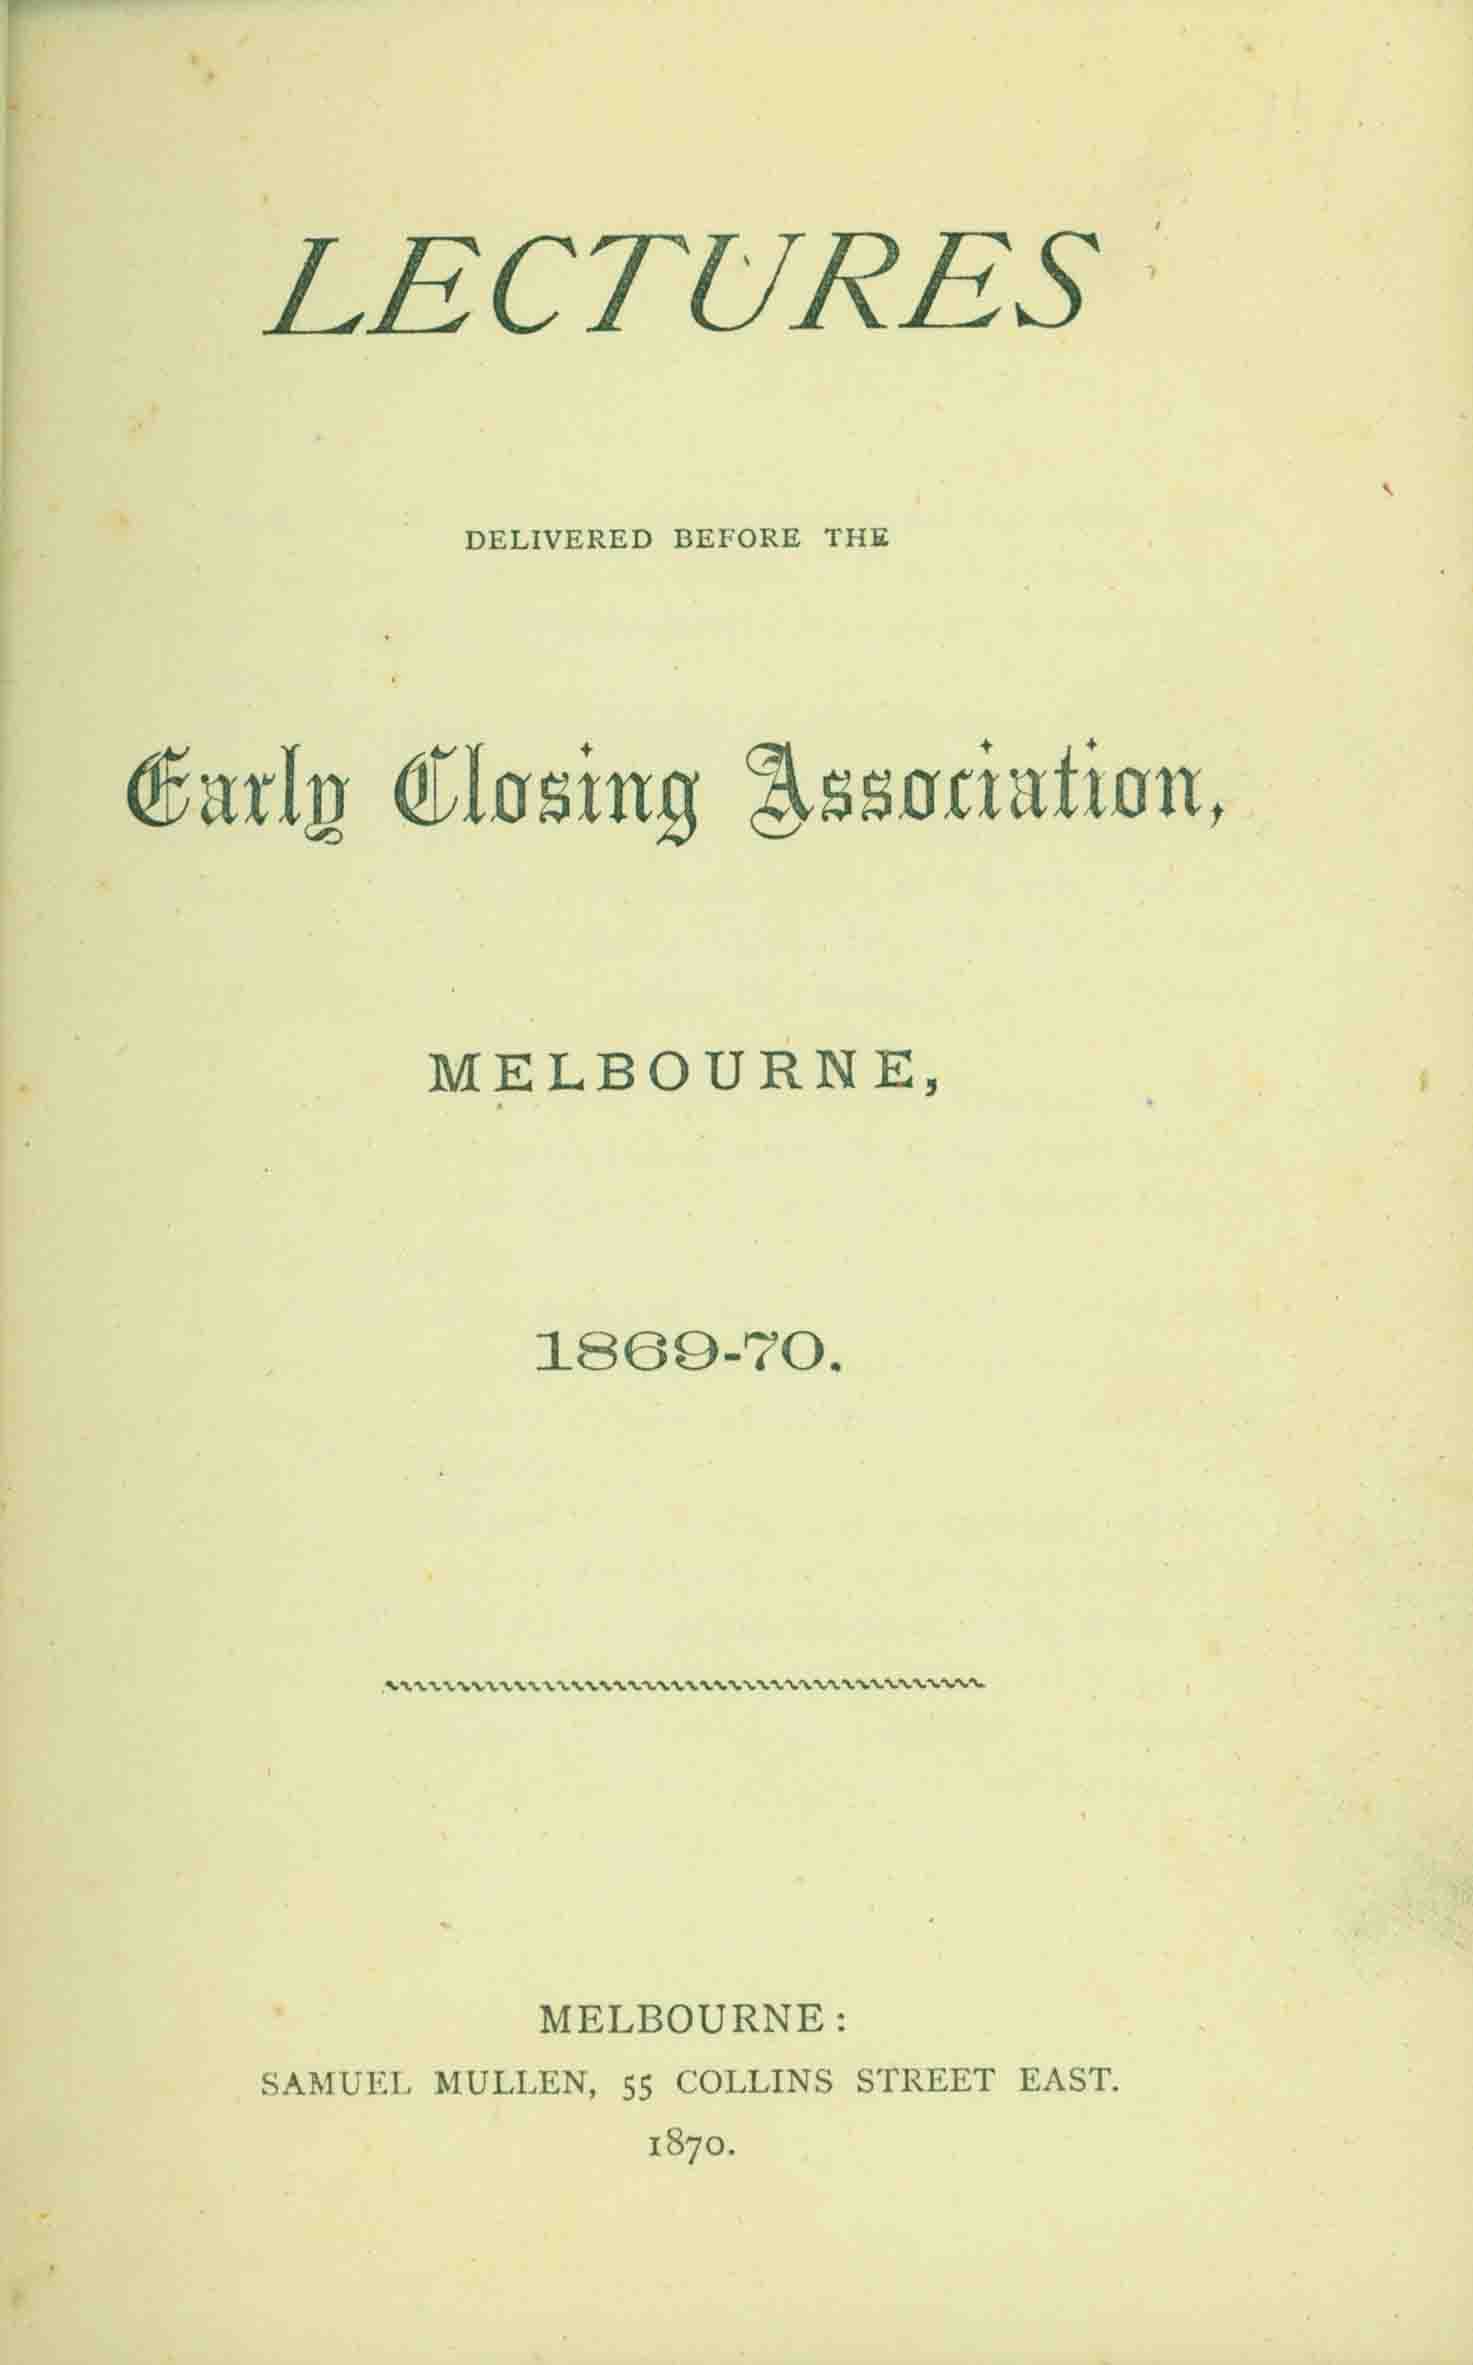 LECTURES
DELIVERED BEFORE THE
Early Closing Association,
MELBOURNE,
1869-70.
MELBOURNE:
SAMUEL MULLEN, 55 COLLINS STREET EAST.
1870.